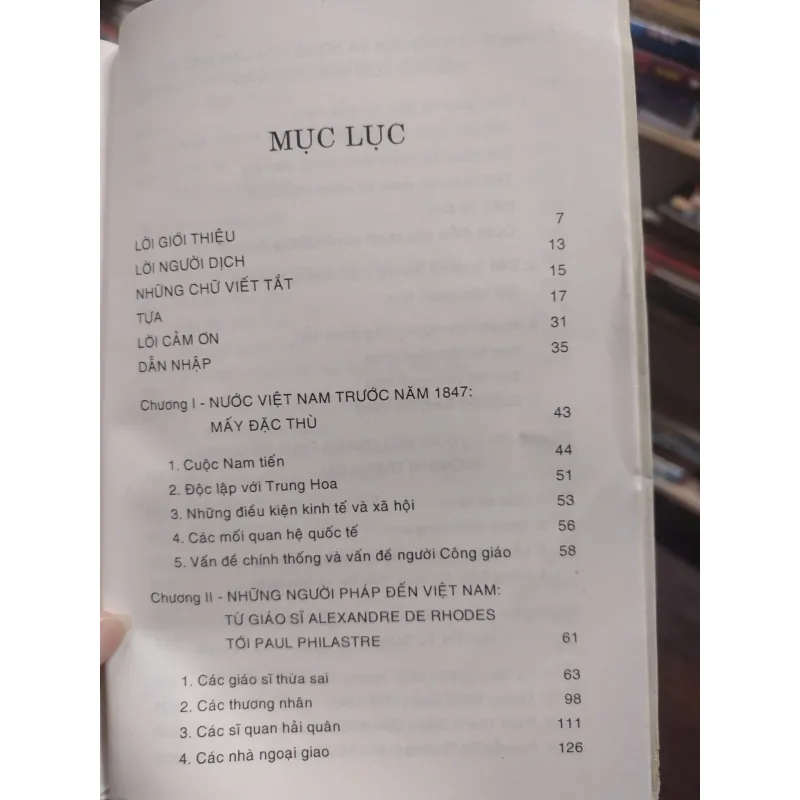 MỤC LỤC
LỜI GIỚI THIỆU 7
LỜI NGƯỜI DỊCH 13
NHỮNG CHỮ VIẾT TẮT 15
TỰA 17
LỜI CẢM ƠN 31
DẪN NHẬP 35
Chương I - NƯỚC VIỆT NAM TRƯỚC NĂM 1847:
MẤY ĐẶC THÙ 43
1. Cuộc Nam tiến 44
2. Độc lập với Trung Hoa 51
3. Những điều kiện kinh tế và xã hội 53
4. Các mối quan hệ quốc tế 56
5. Vấn đề chính thống và vấn đề người Công giáo 58
Chương II - NHỮNG NGƯỜI PHÁP ĐẾN VIỆT NAM:
TỪ GIÁO SĨ ALEXANDRE DE RHODES
TỚI PAUL PHILASTRE 61
1. Các giáo sĩ thừa sai 63
2. Các thương nhân 98
3. Các sĩ quan hải quân 111
4. Các nhà ngoại giao 126